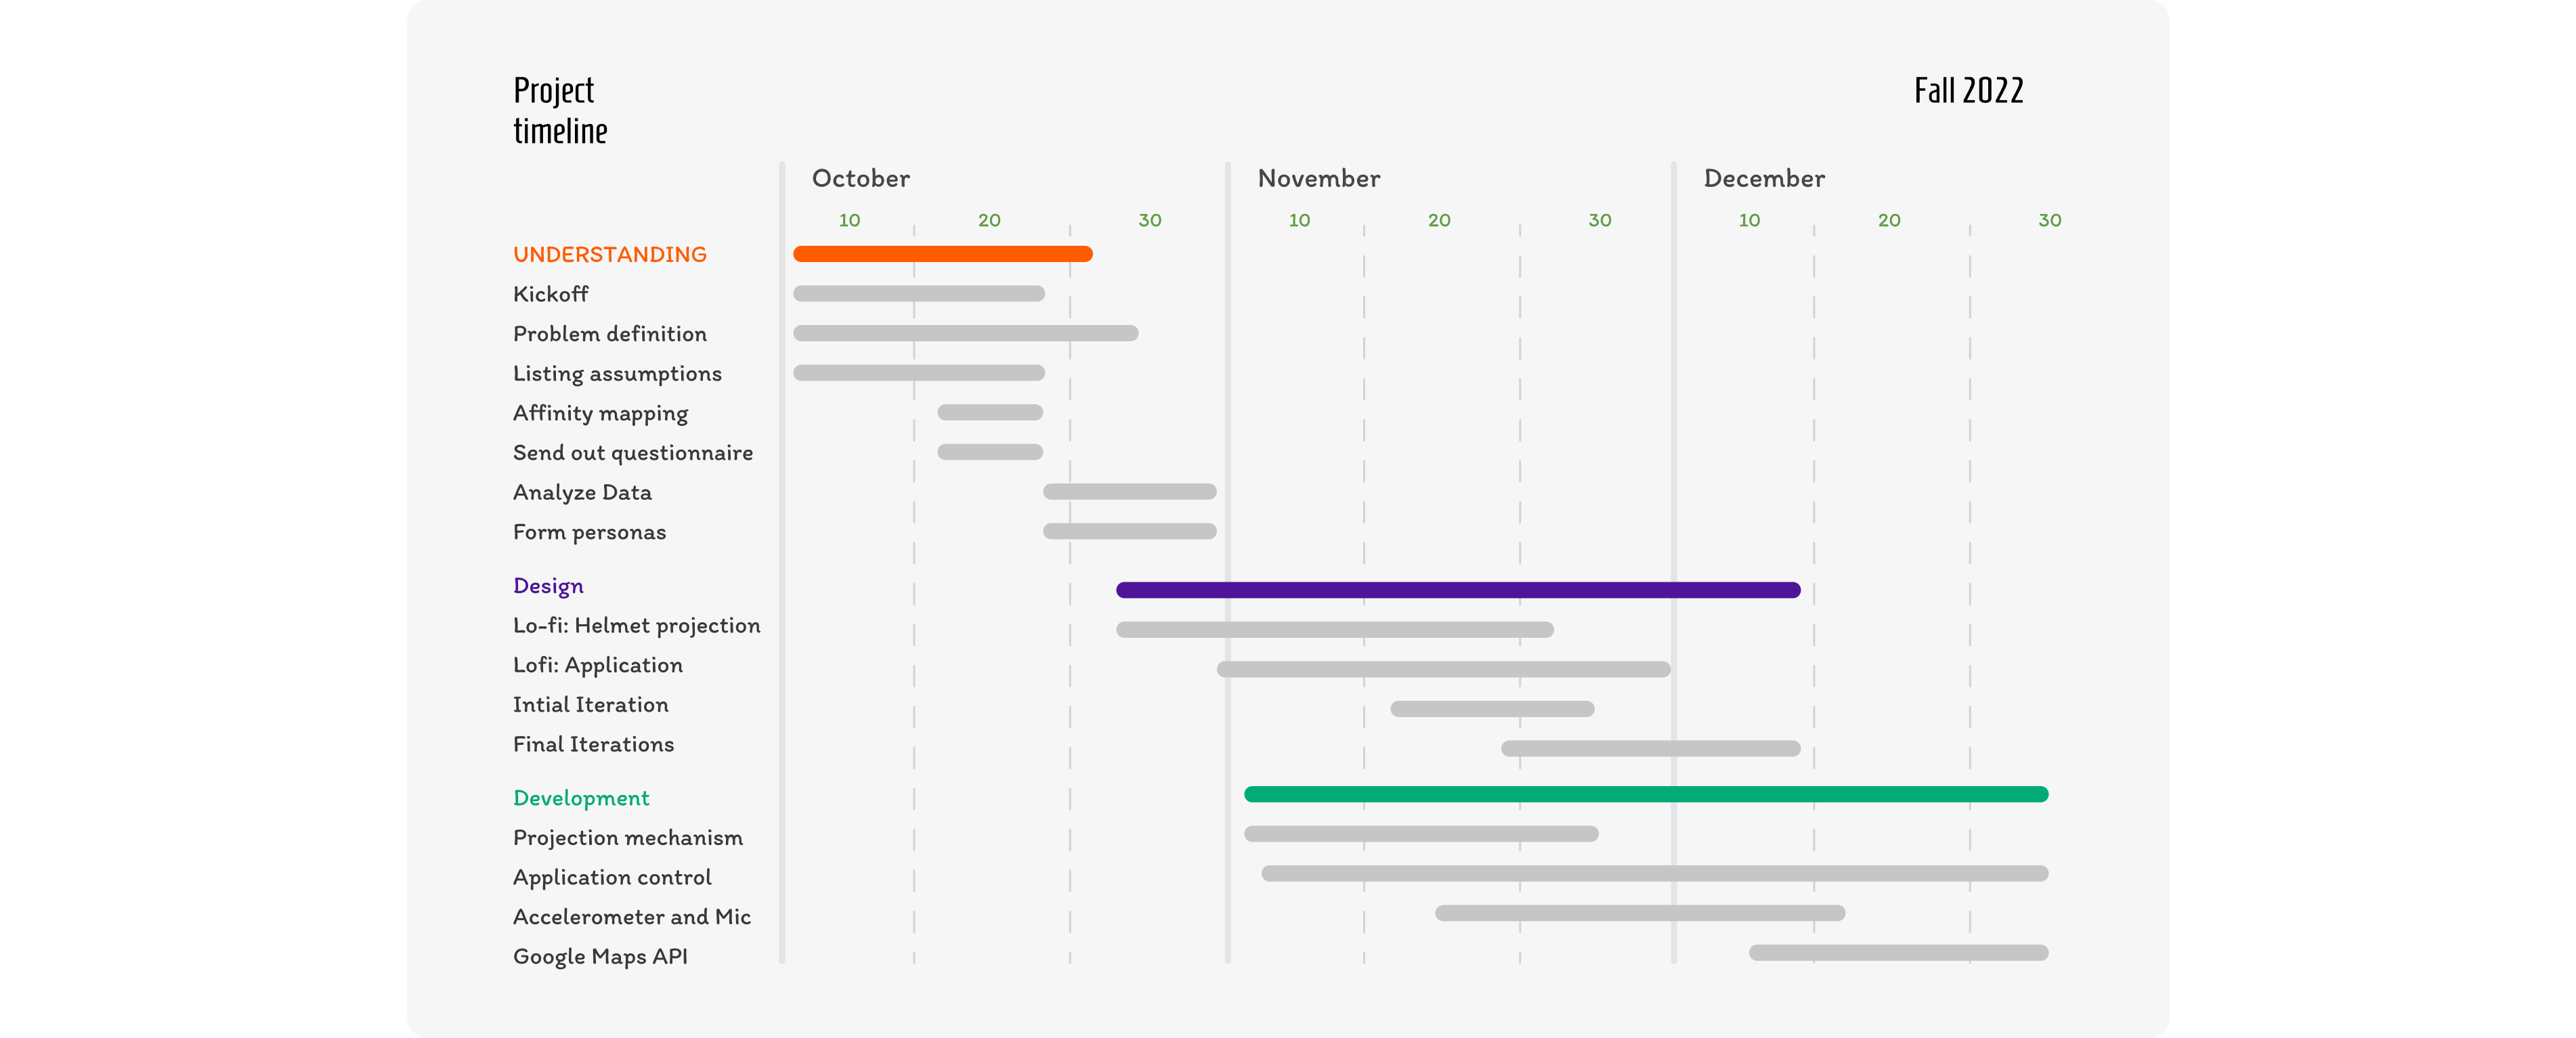 Project
timeline
Fall 2022
October
November
December
10 20 30 10 20 30 10 20 30
UNDERSTANDING
Kickoff
Problem definition
Listing assumptions
Affinity mapping
Send out questionnaire
Analyze Data
Form personas
Design
Lo-fi: Helmet projection
Lofi: Application
Intial Iteration
Final Iterations
Development
Projection mechanism
Application control
Accelerometer and Mic
Google Maps API